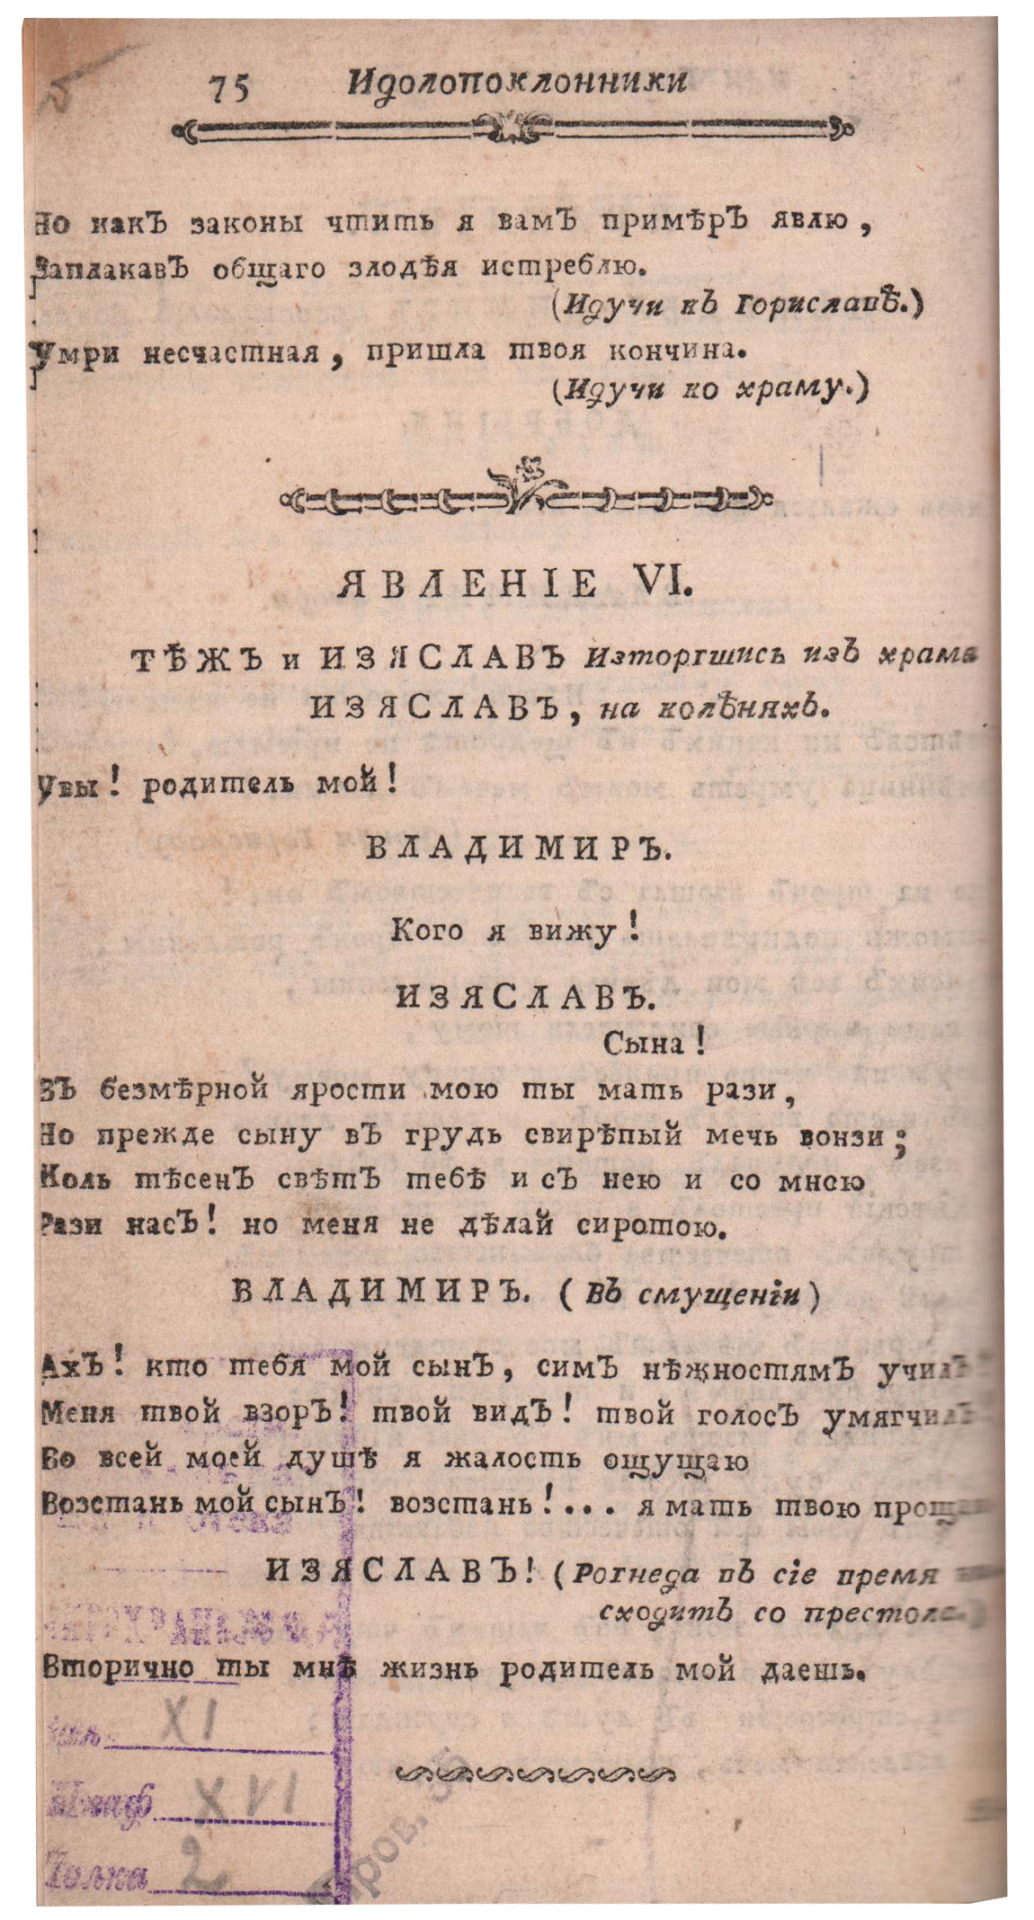 75 Идолопоклонники
Но какЪ законы чтить я вамЪ примѣрЪ явлю,
ЗаплакавЪ общаго злодѣя истреблю.
(Идучи кЪ Гориславѣ.)
Умри несчастная, пришла твоя кончина.
(Идучи ко храму.)
ЯВЛЕНІЕ VI.
ТѢЖЪ и ИЗЯСЛАВЪ Изторгшись изЪ храма
ИЗЯСЛАВЪ, на колѣняхЪ.
Увы! родитель мой!
ВЛАДИМИРЪ.
Кого я вижу!
ИЗЯСЛАВЪ.
Сына!
ВЪ безмѣрной ярости мою ты мать рази,
Но прежде сыну вЪ грудь свирѣпый мечь вонзи;
Коль тѣсенЪ свѣтЪ тебѣ и сЪ нею и со мною
Рази насЪ! но меня не дѣлай сиротою.
ВЛАДИМИРЪ. (вЪ смущеніи)
АхЪ! кто тебя мой сынЪ, симЪ нѣжностямЪ училЪ
Меня твой взорЪ! твой видЪ! твой голосЪ умягчилЪ
Во всей моей душѣ я жалость ощущаю
Возстань мой сынЪ! возстань!... я мать твою
ИЗЯСЛАВЪ! (Рогнеда вЪ сіе время
сходитЪ со престола.)
Вторично ты мнѣ жизнь родитель мой даешь.
XI
Шкаф XVI
Полка 2